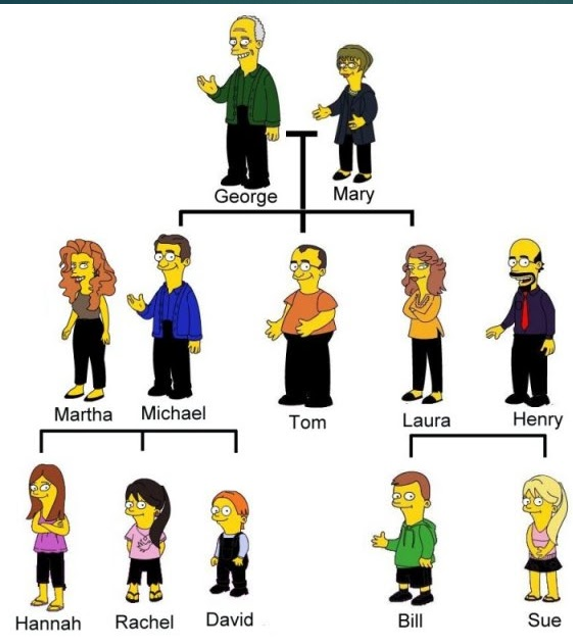 George
Mary
Martha
Michael
Tom
Laura
Henry
Hannah
Rachel
David
Bill
Sue